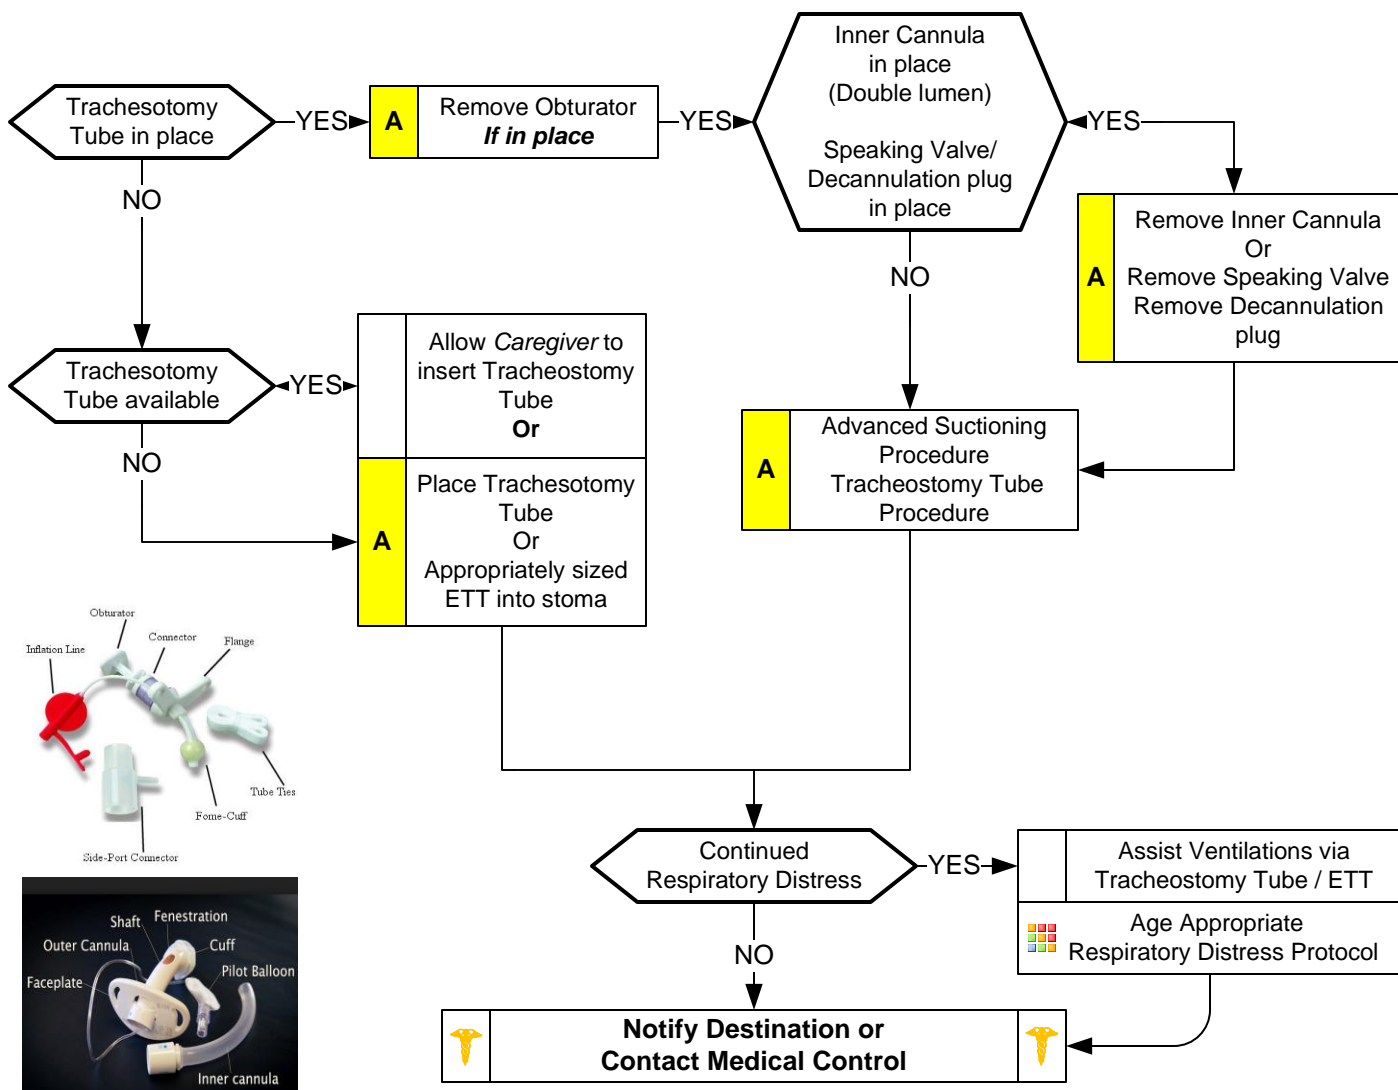 Trachesotomy
Tube in place
YES
A
Remove Obturator
If in place
YES
Inner Cannula
in place
(Double lumen)
Speaking Valve/
Decannulation plug
in place
YES
NO
NO
A
Remove Inner Cannula
Or
Remove Speaking Valve
Remove Decannulation
plug
Trachesotomy
Tube available
YES
Allow Caregiver to
insert Tracheostomy
Tube
Or
NO
A
Place Trachesotomy
Tube
Or
Appropriately sized
ETT into stoma
A
Advanced Suctioning
Procedure
Tracheostomy Tube
Procedure
Obturator
Connector
Flange
Inflation Line
Tube Ties
Fome-Cuff
Side-Port Connector
Continued
Respiratory Distress
YES
Assist Ventilations via
Tracheostomy Tube / ETT
Age Appropriate
Respiratory Distress Protocol
NO
Fenestration
Shaft
Cuff
Outer Cannula
Pilot Balloon
Faceplate
Inner cannula
Notify Destination or
Contact Medical Control